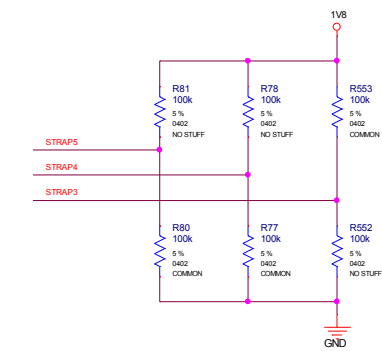 1V8
R81
100k
5 %
0402
NO STUFF
R78
100k
5 %
0402
NO STUFF
R553
100k
5 %
0402
COMMON
STRAP5
STRAP4
STRAP3
R80
100k
5 %
0402
COMMON
R77
100k
5 %
0402
COMMON
R552
100k
5 %
0402
NO STUFF
GND